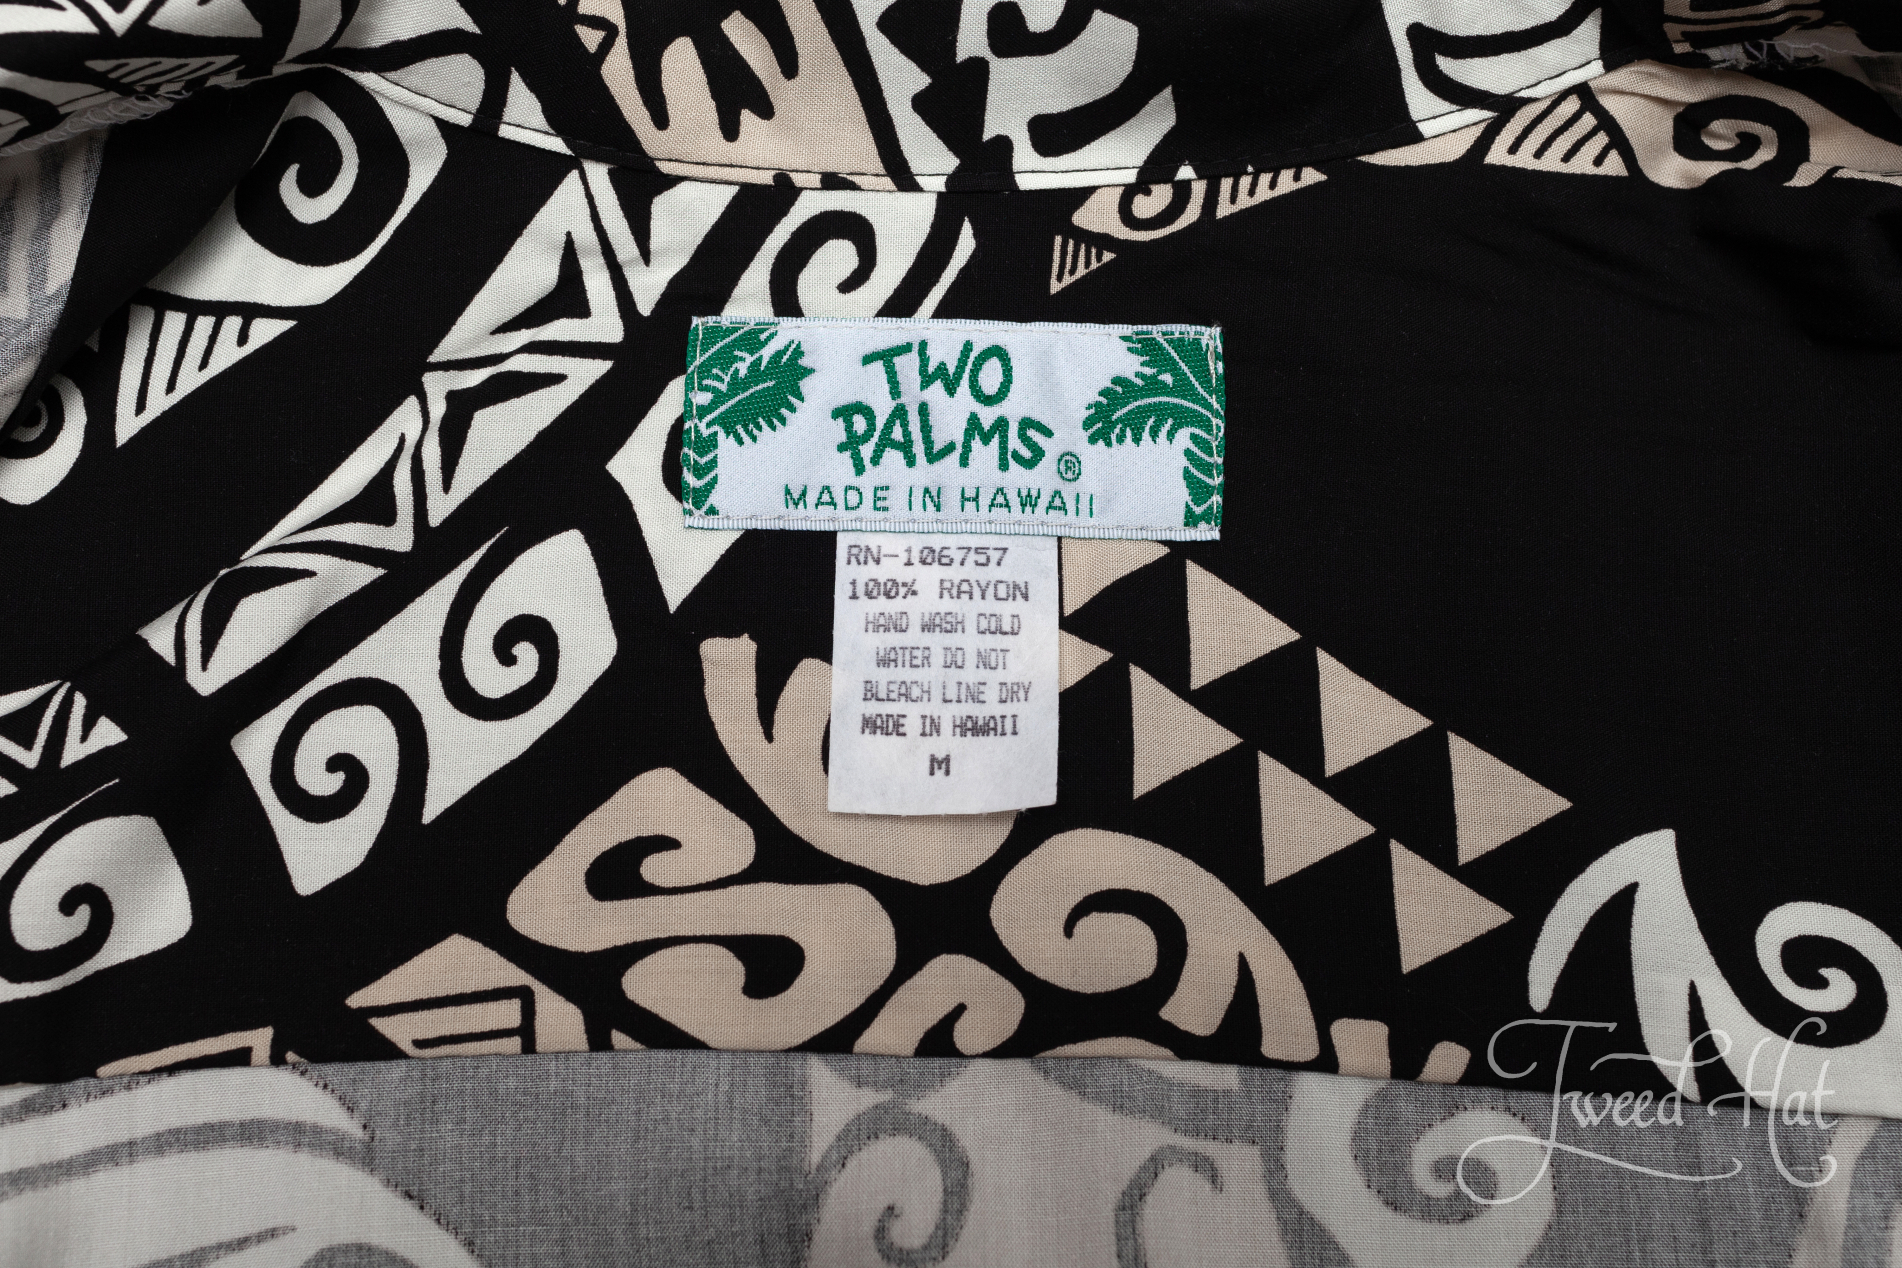 TWO
PALMS®
MADE IN HAWAII
RN-106757
100% RAYON
HAND WASH COLD
WATER DO NOT
BLEACH LINE DRY
MADE IN HAWAII
M
Tweed Hat